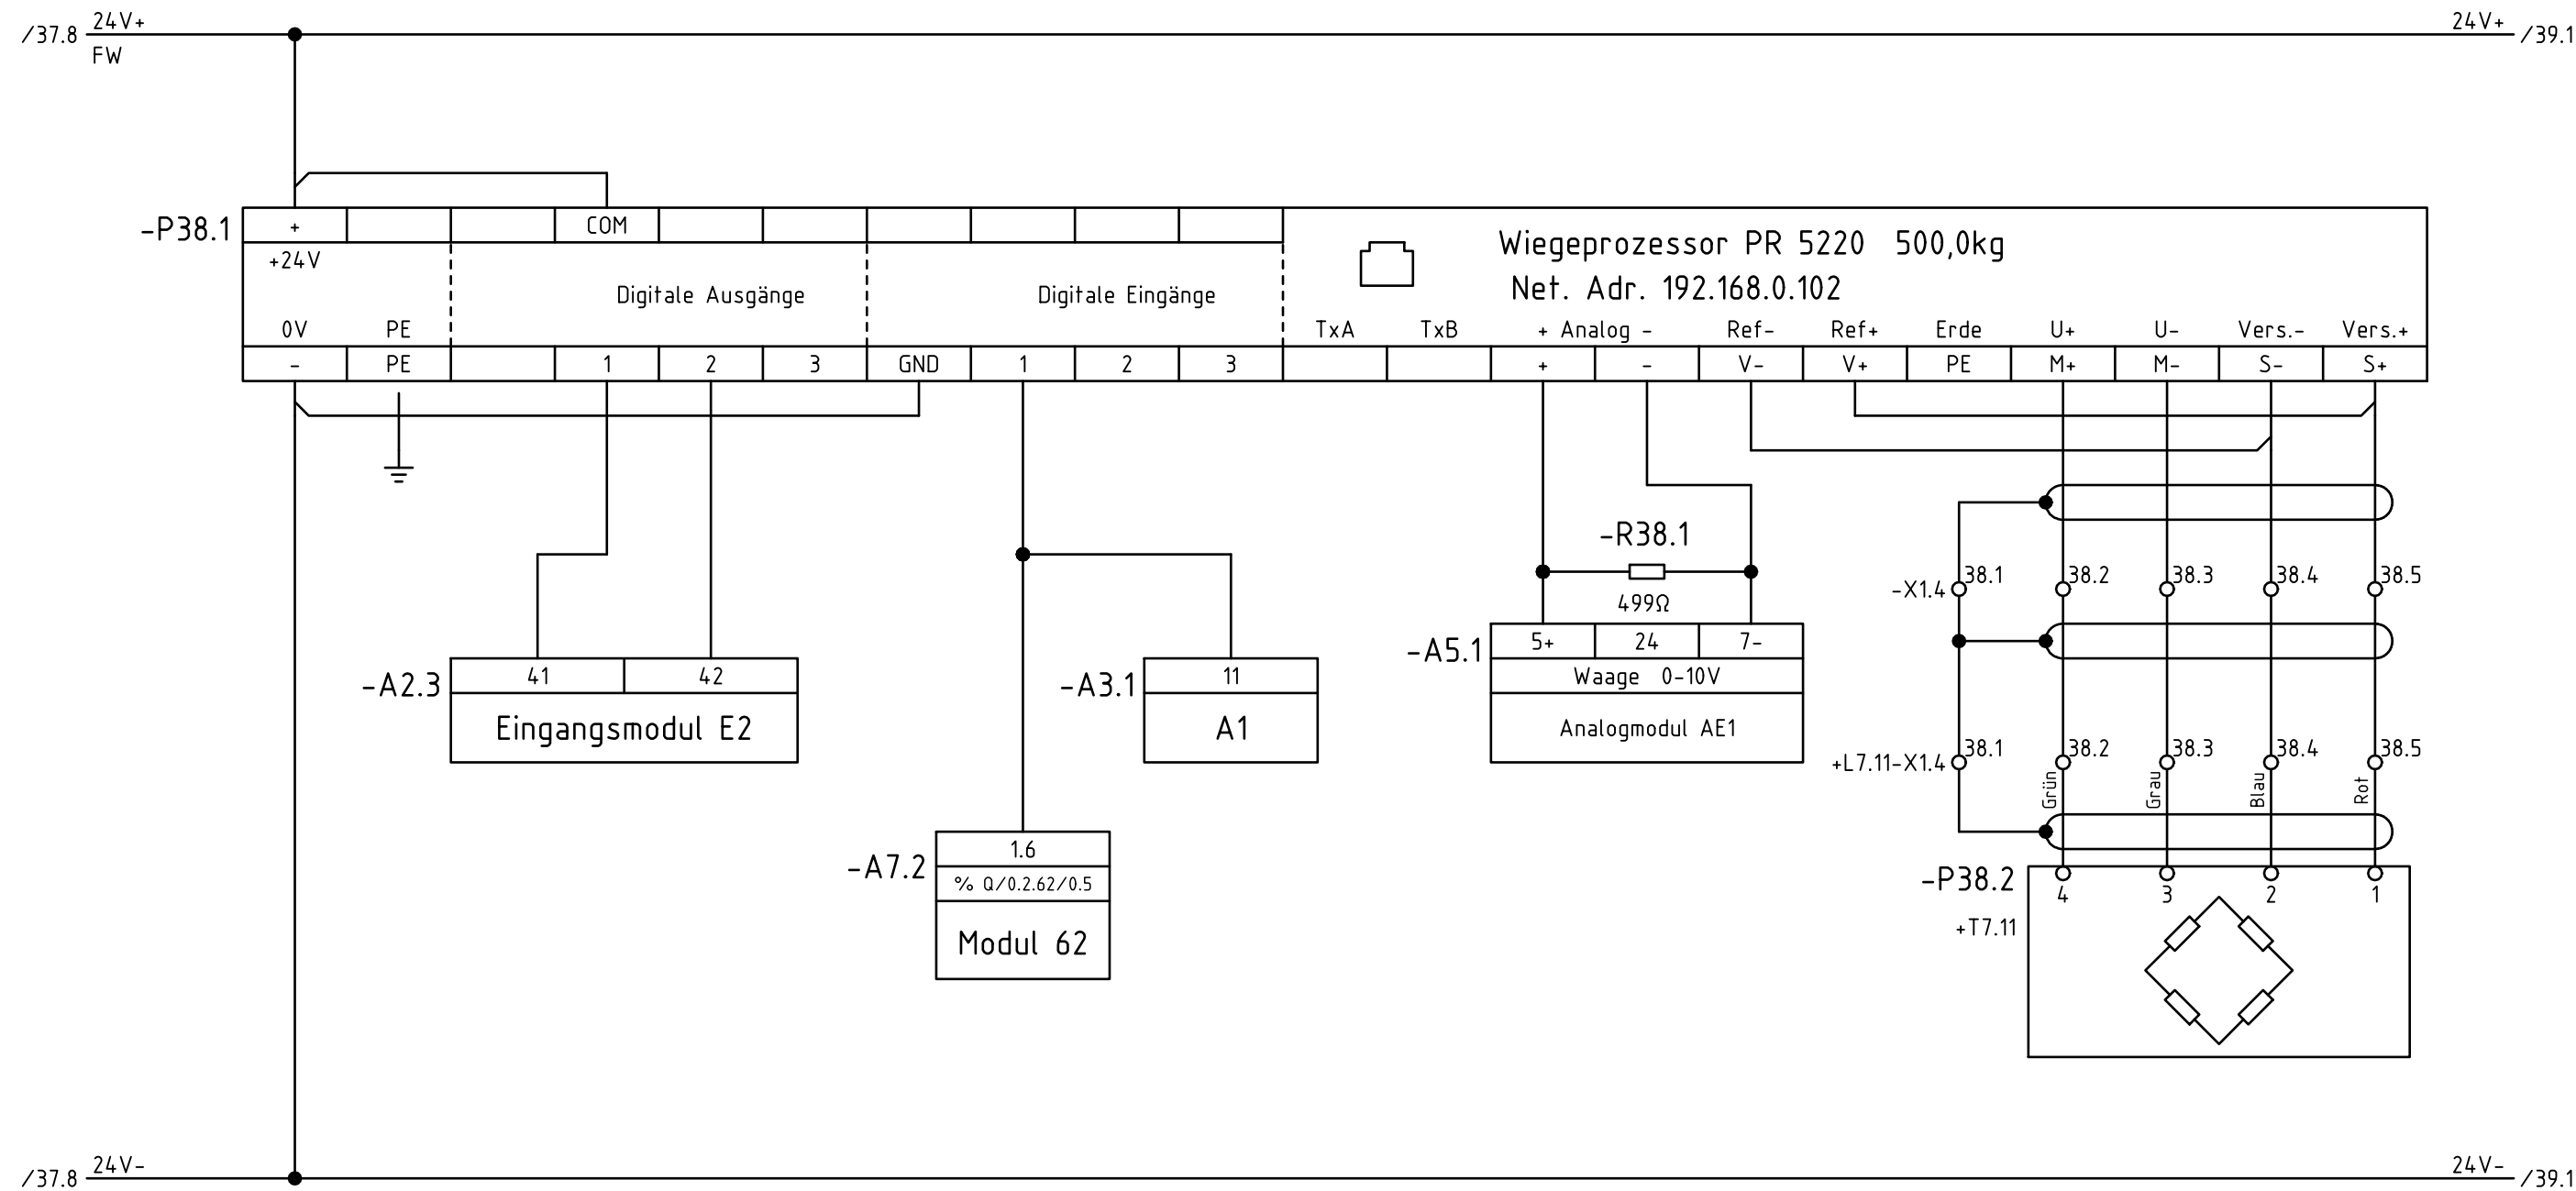 24V+ 24V+
/37.8 /39.1
FW
-P38.1 + COM
Wiegeprozessor PR 5220 500,0kg
+24V
Net. Adr. 192.168.0.102
Digitale Ausgänge Digitale Eingänge
0V PE TxA TxB + Analog - Ref- Ref+ Erde U+ U- Vers.- Vers.+
- PE 1 2 3 GND 1 2 3 + - V- V+ PE M+ M- S- S+
-R38.1
38.1 38.2 38.3 38.4 38.5
-X1.4
499Ω
-A5.1 5+ 24 7-
Waage 0-10V
Analogmodul AE1
-A2.3 41 42
Eingangsmodul E2
-A3.1 11
A1
38.1 38.2 38.3 38.4 38.5
+L7.11-X1.4
Grün Grau Blau Rot
-A7.2 1.6
% Q/0.2.62/0.5
Modul 62
-P38.2 4 3 2 1
+T7.11
24V- 24V-
/37.8 /39.1